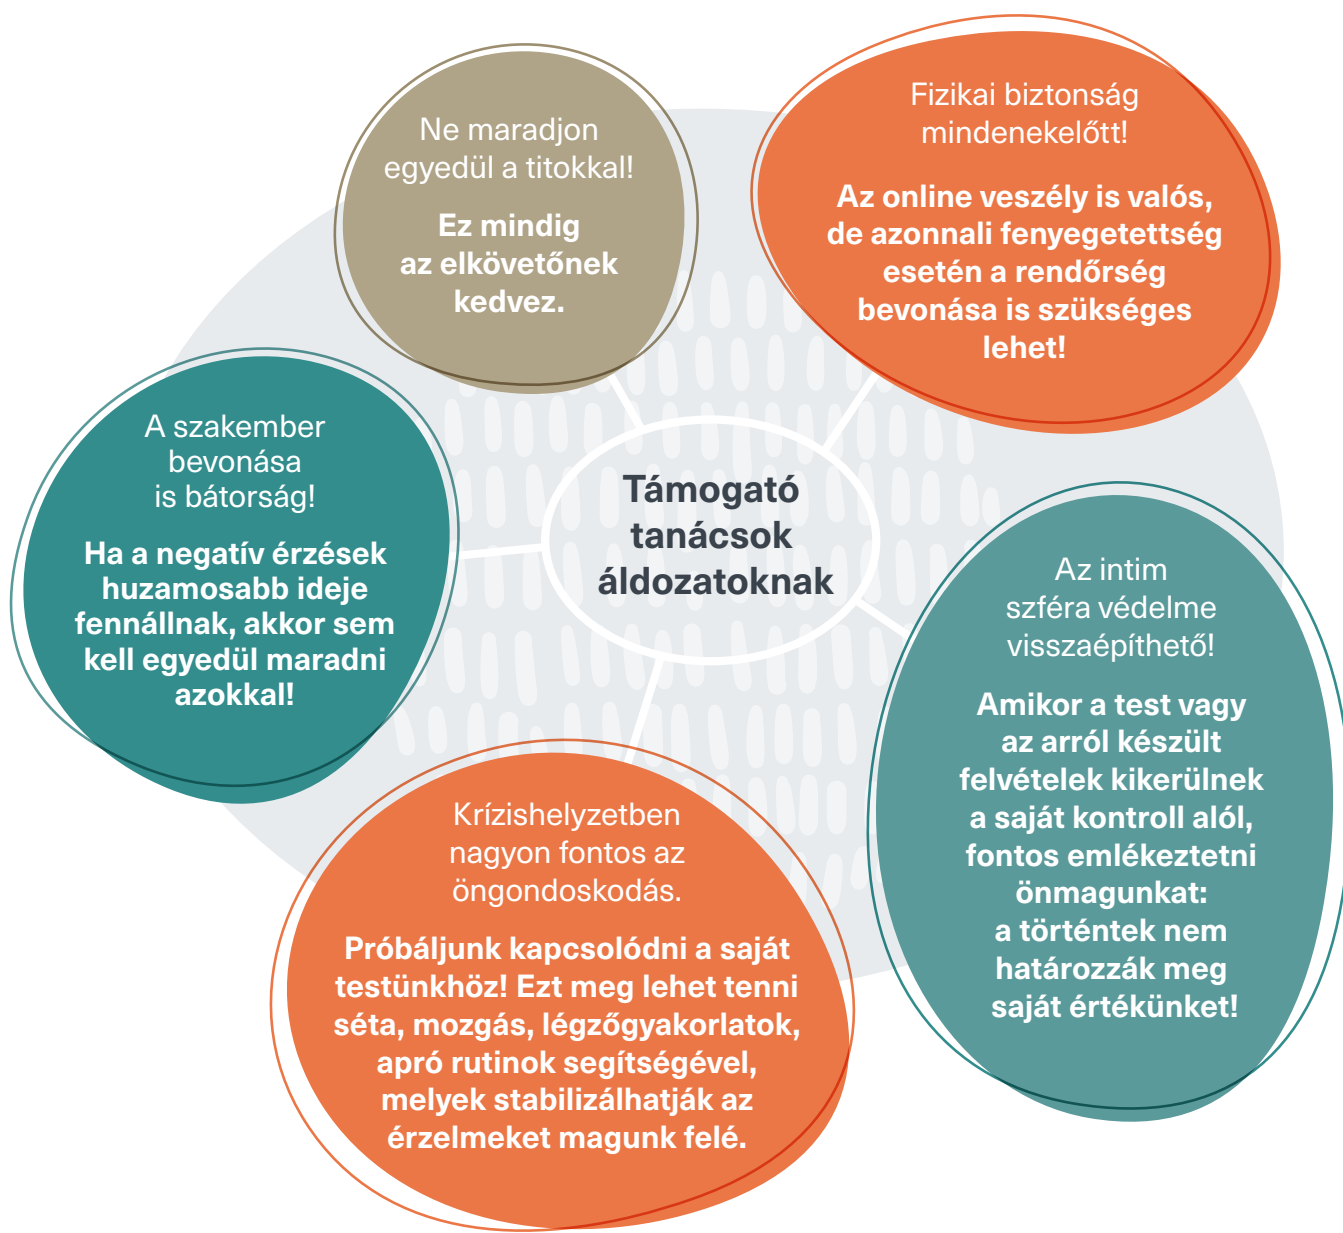 Ne maradjon
egyedül a titokkal!
Ez mindig
az elkövetőnek
kedvez.
Fizikai biztonság
mindenekelőtt!
Az online veszély is valós,
de azonnali fenyegetettség
esetén a rendőrség
bevonása is szükséges
lehet!
A szakember
bevonása
is bátorság!
Ha a negatív érzések
huzamosabb ideje
fennállnak, akkor sem
kell egyedül maradni
azokkal!
Támogató
tanácsok
áldozatoknak
Az intim
szféra védelme
visszaépíthető!
Amikor a test vagy
az arról készült
felvételek kikerülnek
a saját kontroll alól,
fontos emlékeztetni
önmagunkat:
a történtek nem
határozzák meg
saját értékünket!
Krízishelyzetben
nagyon fontos az
öngondoskodás.
Próbáljunk kapcsolódni a saját
testünkhöz! Ezt meg lehet tenni
séta, mozgás, légzőgyakorlatok,
apró rutinok segítségével,
melyek stabilizálhatják az
érzelmeket magunk felé.